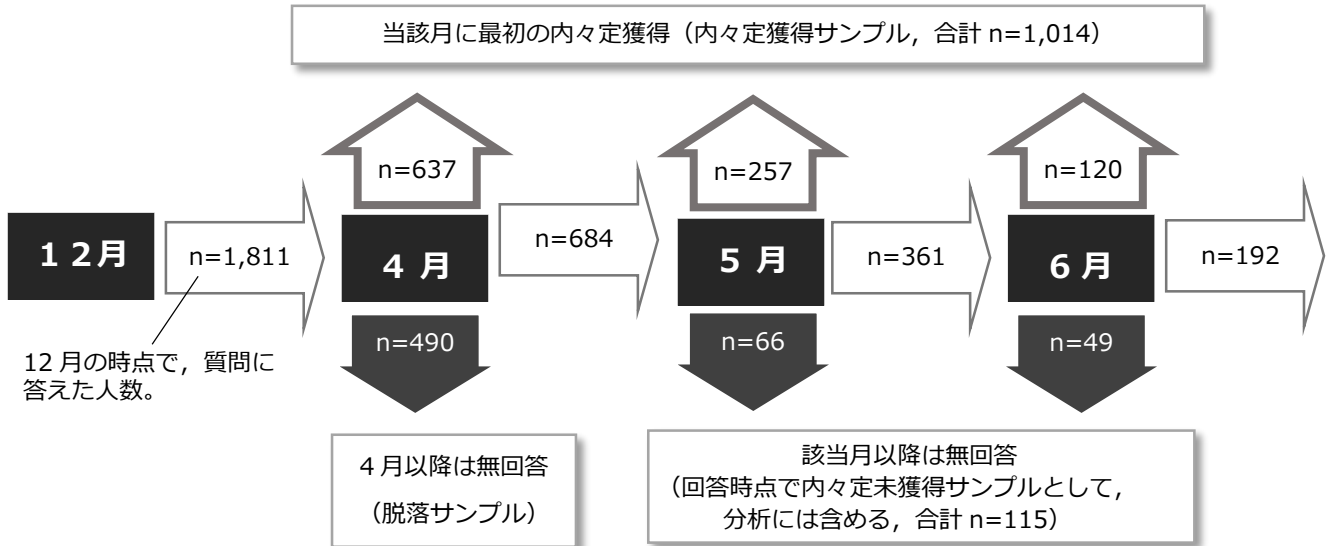 当該月に最初の内々定獲得（内々定獲得サンプル，合計 n=1,014）
n=637
n=257
n=120
１２月
n=1,811
４ 月
n=684
５ 月
n=361
６ 月
n=192
n=490
n=66
n=49
12 月の時点で，質問に
答えた人数。
４月以降は無回答
（脱落サンプル）
該当月以降は無回答
（回答時点で内々定未獲得サンプルとして，
分析には含める，合計 n=115）